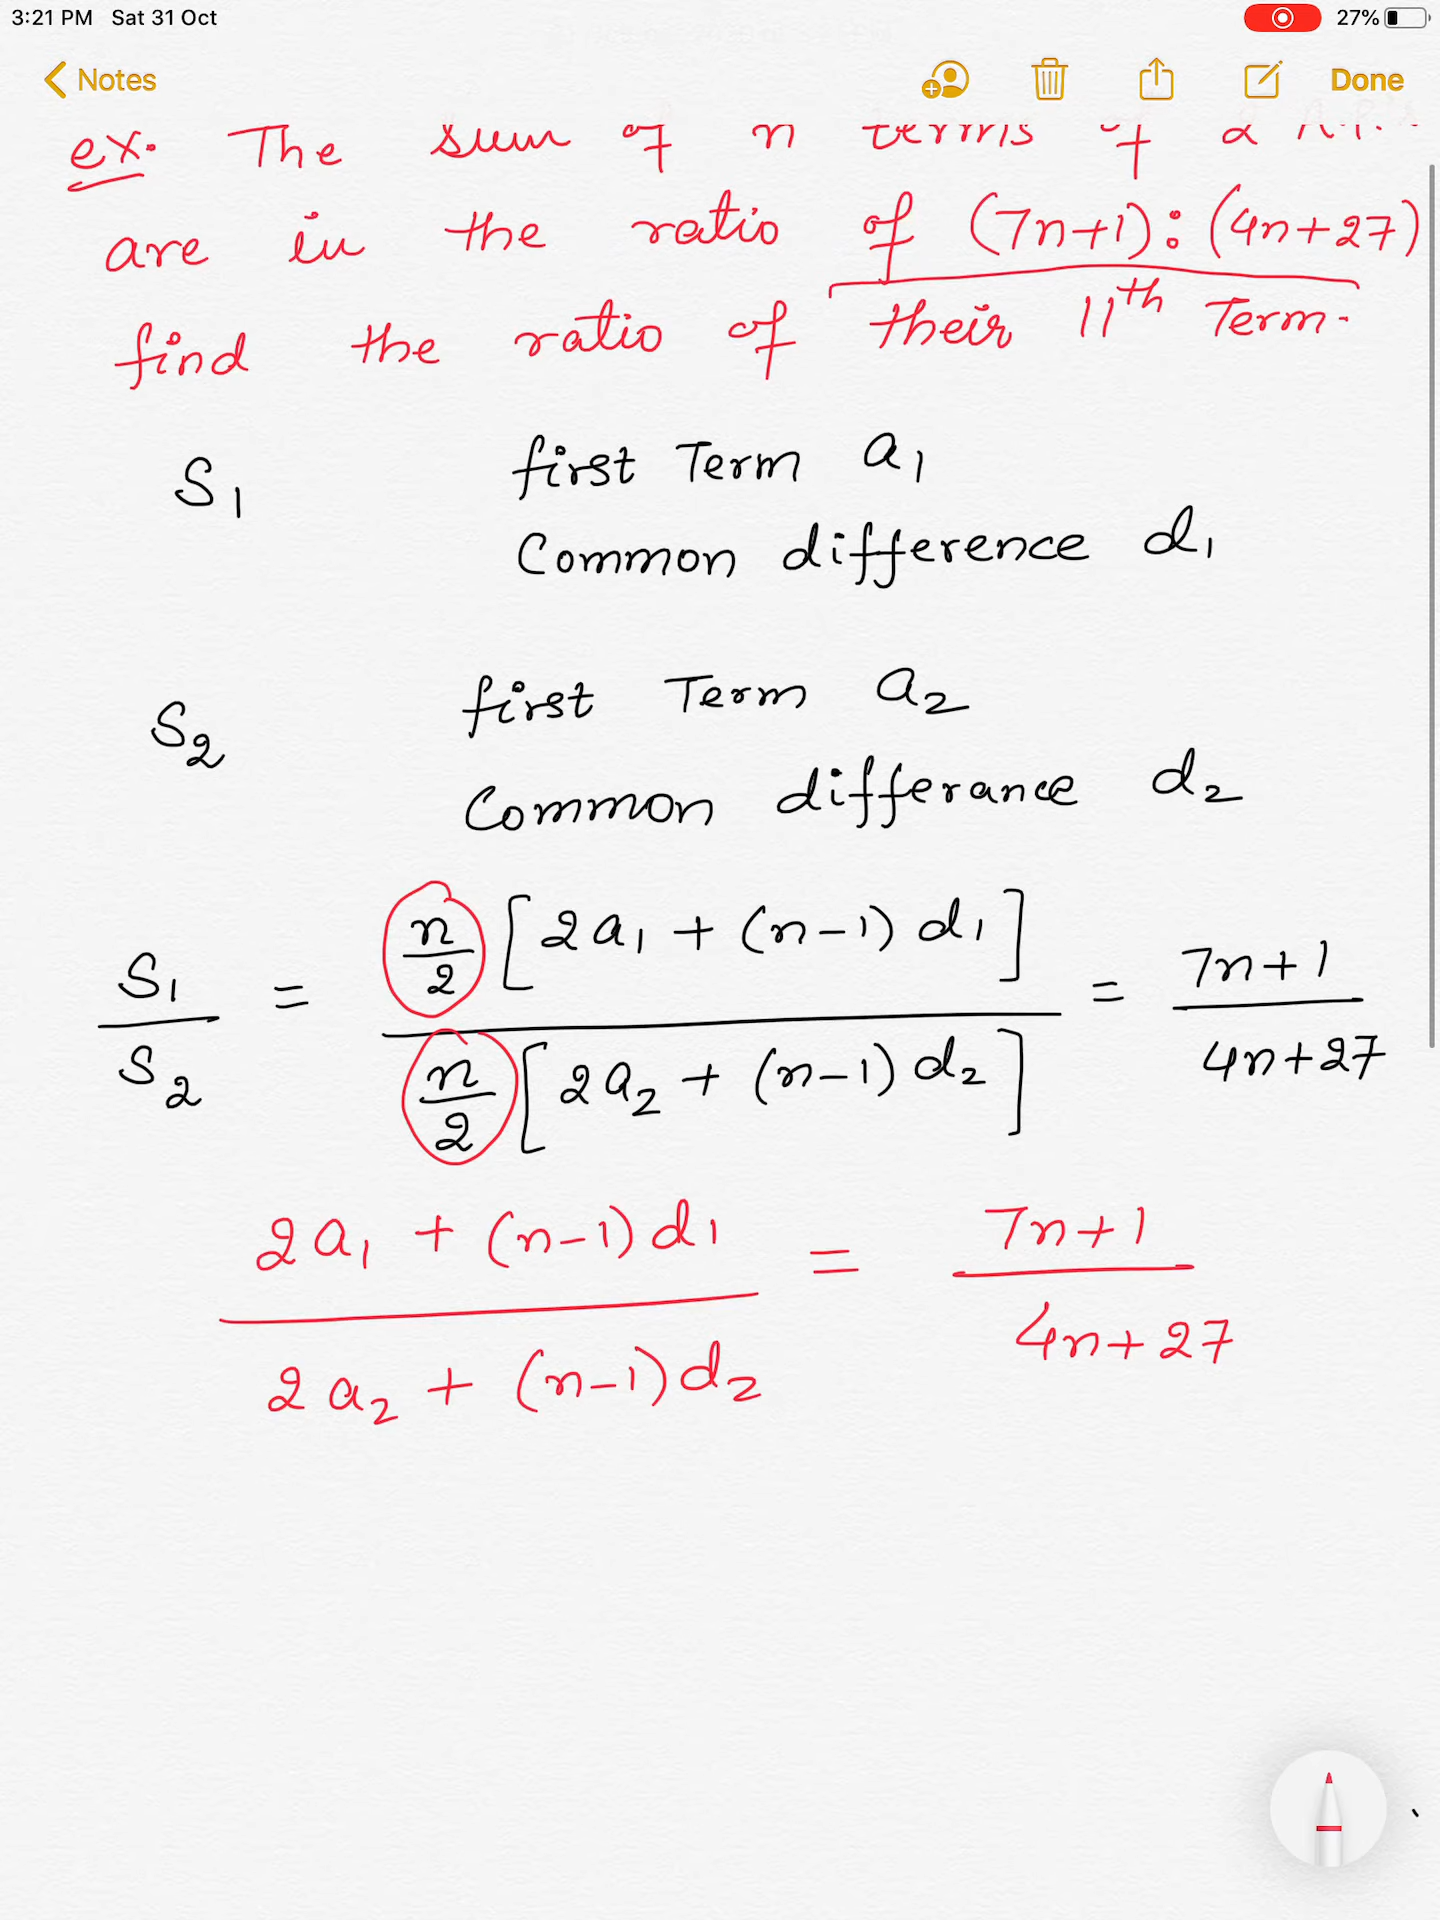 3:21 PM Sat 31 Oct
27%
Notes
Done
ex. The sum of n terms of 2 A.P.
are in the ratio of (7n+1):(4n+27)
find the ratio of their 11th Term.
S1 first Term a1
Common difference d1
S2 first Term a2
Common differance d2
S1/S2 = n/2 [2a1 + (n-1) d1] / n/2 [2a2 + (n-1) d2] = 7n+1 / 4n+27
2a1 + (n-1) d1 / 2a2 + (n-1) d2 = 7n+1 / 4n+27